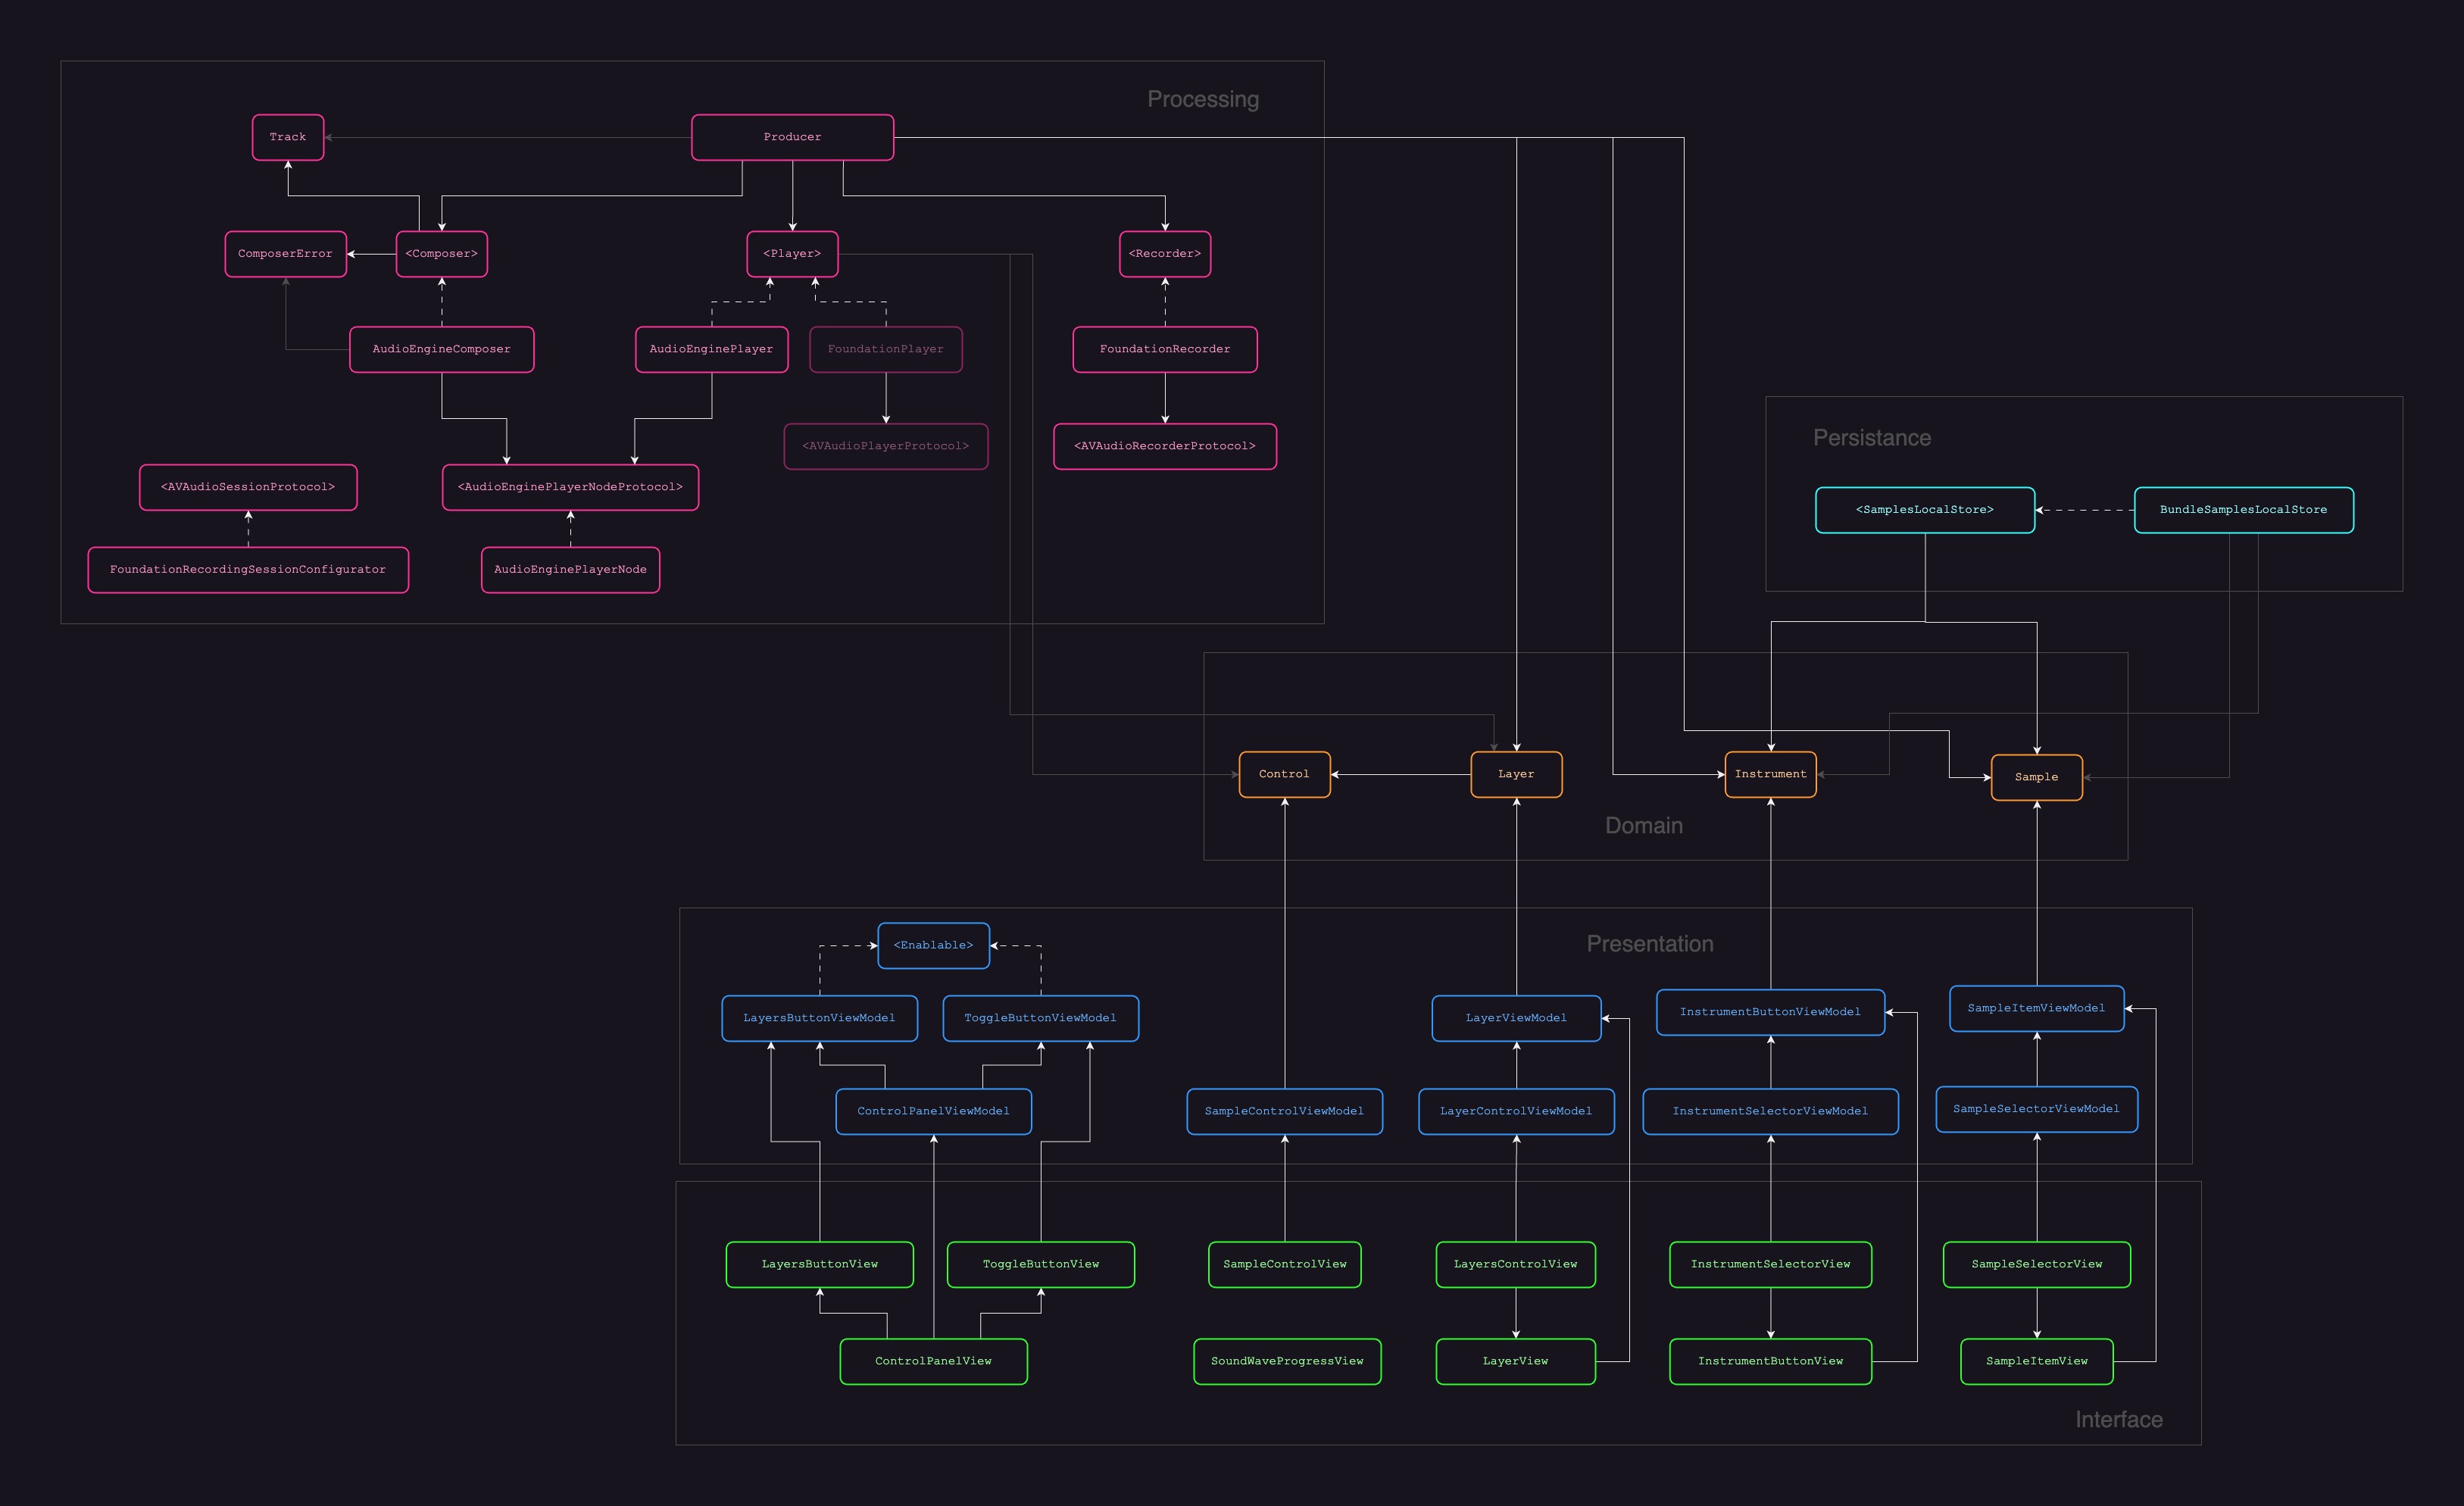 Processing
Track
Producer
ComposerError
<Composer>
<Player>
<Recorder>
AudioEngineComposer
AudioEnginePlayer
FoundationPlayer
FoundationRecorder
<AVAudioPlayerProtocol>
<AVAudioRecorderProtocol>
<AVAudioSessionProtocol>
<AudioEnginePlayerNodeProtocol>
FoundationRecordingSessionConfigurator
AudioEnginePlayerNode
Persistance
<SamplesLocalStore>
BundleSamplesLocalStore
Control
Layer
Instrument
Sample
Domain
Presentation
<Enablable>
LayersButtonViewModel
ToggleButtonViewModel
LayerViewModel
InstrumentButtonViewModel
SampleItemViewModel
ControlPanelViewModel
SampleControlViewModel
LayerControlViewModel
InstrumentSelectorViewModel
SampleSelectorViewModel
LayersButtonView
ToggleButtonView
SampleControlView
LayersControlView
InstrumentSelectorView
SampleSelectorView
ControlPanelView
SoundWaveProgressView
LayerView
InstrumentButtonView
SampleItemView
Interface